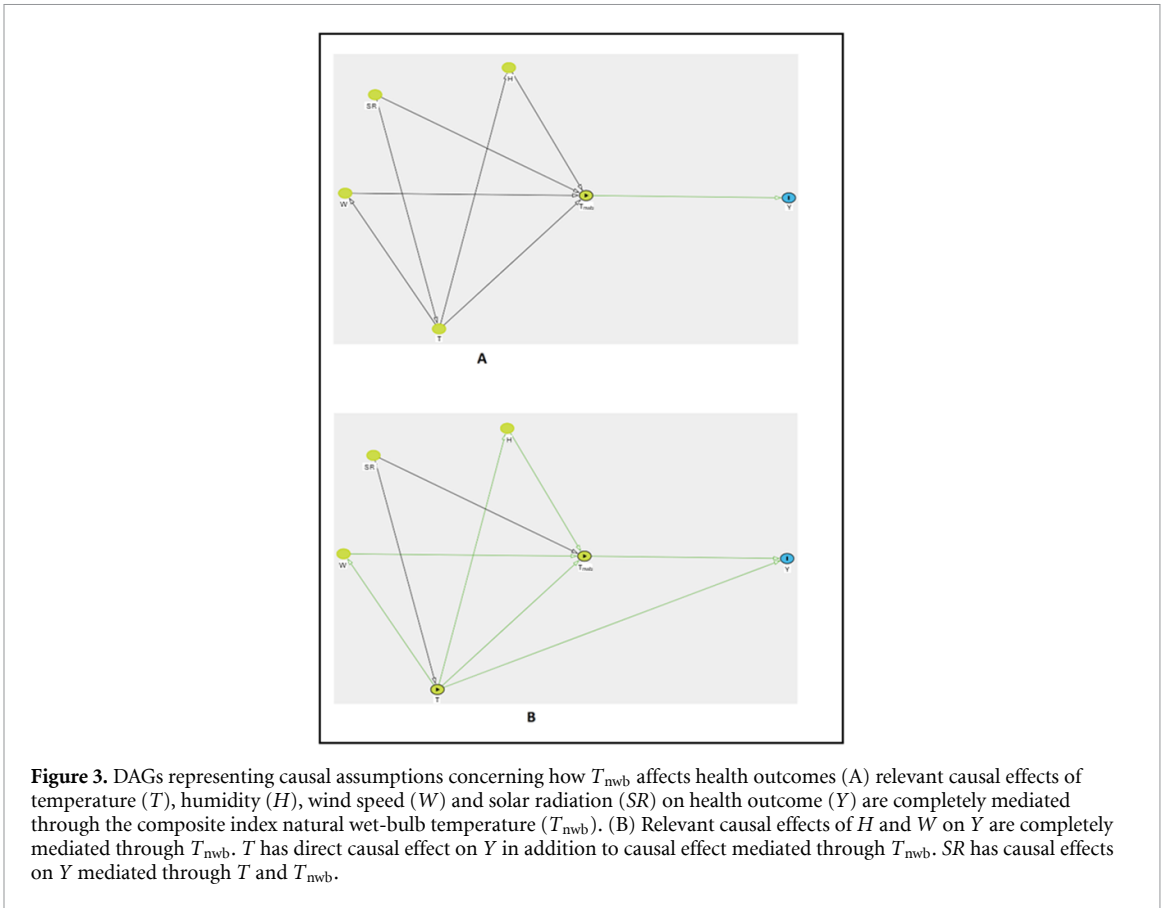 H
SR
W
Tnwb
Y
T
A
H
SR
W
Tnwb
Y
T
B
Figure 3. DAGs representing causal assumptions concerning how Tnwb affects health outcomes (A) relevant causal effects of
temperature (T), humidity (H), wind speed (W) and solar radiation (SR) on health outcome (Y) are completely mediated
through the composite index natural wet-bulb temperature (Tnwb). (B) Relevant causal effects of H and W on Y are completely
mediated through Tnwb. T has direct causal effect on Y in addition to causal effect mediated through Tnwb. SR has causal effects
on Y mediated through T and Tnwb.